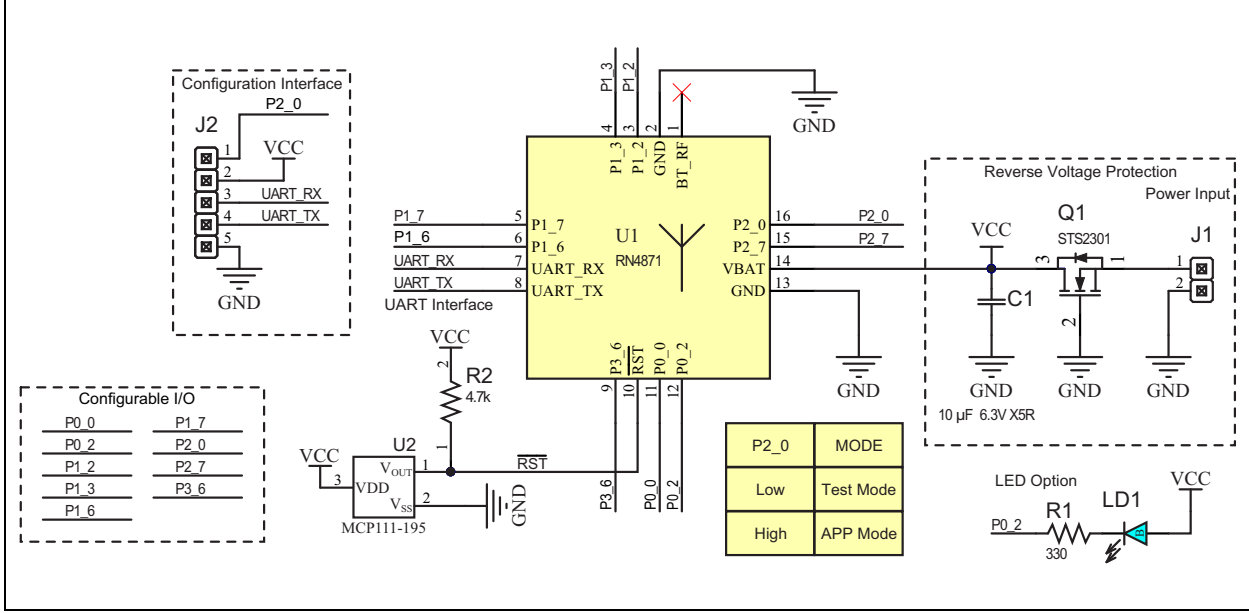 Configuration Interface
P2_0
J2
1
VCC
2
3
UART_RX
4
UART_TX
5
GND
P1_3
P1_2
4
3
2
1
P1_3
P1_2
GND
BT_RF
GND
P1_7
5
P1_7
P1_6
6
P1_6
UART_RX
7
UART_RX
UART_TX
8
UART_TX
UART Interface
U1
RN4871
P2_0
16
P2_0
P2_7
15
P2_7
VBAT
14
GND
13
GND
P3_6
RST
P0_0
P0_2
9
10
11
12
P3_6
P0_0
P0_2
Reverse Voltage Protection
Power Input
VCC
Q1
STS2301
J1
3
1
2
1
2
C1
GND
GND
GND
10 µF 6.3V X5R
VCC
2
R2
4.7k
1
U2
VCC
3
VDD
VOUT
1
RST
VSS
2
GND
MCP111-195
Configurable I/O
P0_0
P1_7
P0_2
P2_0
P1_2
P2_7
P1_3
P3_6
P1_6
P2_0 MODE
Low Test Mode
High APP Mode
LED Option
VCC
P0_2
R1
330
LD1
B